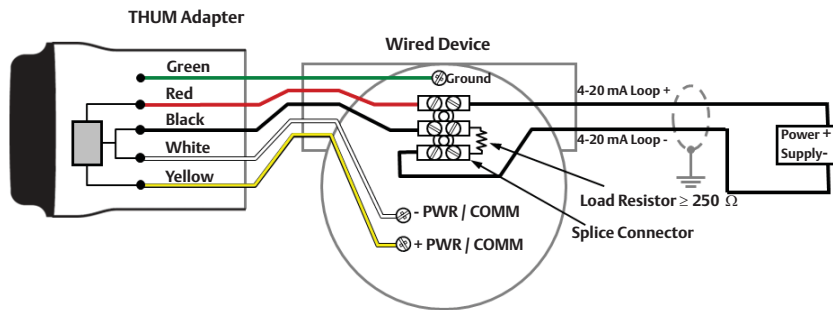 THUM Adapter
Wired Device
Green
Ground
Red
4-20 mA Loop +
Black
4-20 mA Loop -
Power +
Supply-
White
Yellow
Load Resistor ≥ 250 Ω
- PWR / COMM
Splice Connector
+ PWR / COMM